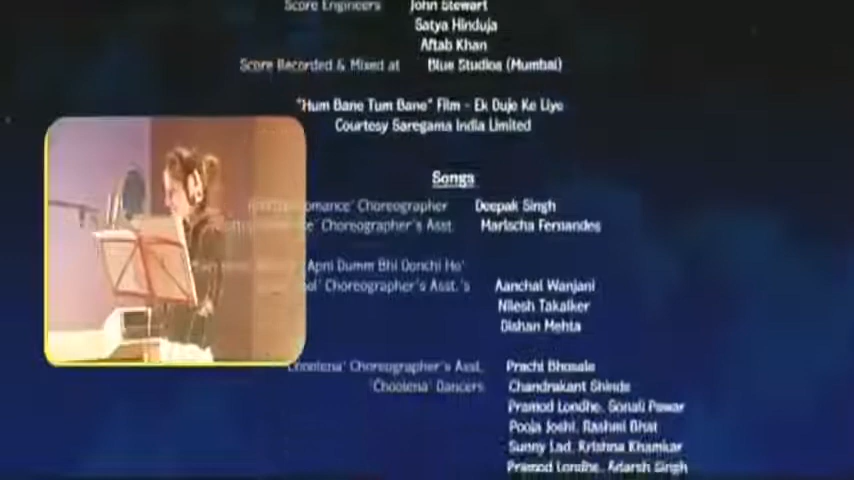 Score Engineers John Stewart
Satya Hinduja
Aftab Khan
Score Recorded & Mixed at Blue Studios (Mumbai)
"Hum Bane Tum Bane" Film - Ek Duje Ke Liye
Courtesy Saregama India Limited
Songs
Choreographer Deepak Singh
Choreographer's Asst. Marischa Fernandes
Apni Dumm Bhi Oonchi Ho'
Choreographer's Asst.'s Aanchal Wanjani
Nilesh Takalker
Dishan Mehta
'Choolena' Choreographer's Asst. Prachi Bhosale
'Choolena' Dancers Chandrakant Shinde
Pramod Londhe, Sonali Pawar
Pooja Joshi, Rashmi Bhat
Sunny Lad, Krishna Khamkar
Pramod Londhe, Adarsh Singh